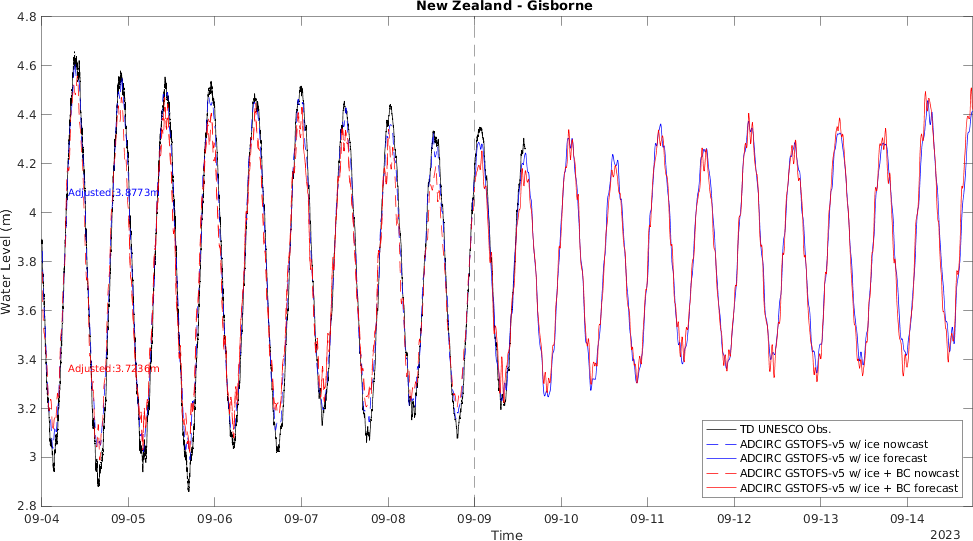 New Zealand - Gisborne
4.8
4.6
4.4
4.2
4
3.8
3.6
3.4
3.2
3
2.8
Water Level (m)
Adjusted:3.8773m
Adjusted:3.7236m
TD UNESCO Obs.
ADCIRC GSTOFS-v5 w/ ice nowcast
ADCIRC GSTOFS-v5 w/ ice forecast
ADCIRC GSTOFS-v5 w/ ice + BC nowcast
ADCIRC GSTOFS-v5 w/ ice + BC forecast
09-04 09-05 09-06 09-07 09-08 09-09 09-10 09-11 09-12 09-13 09-14
Time
2023